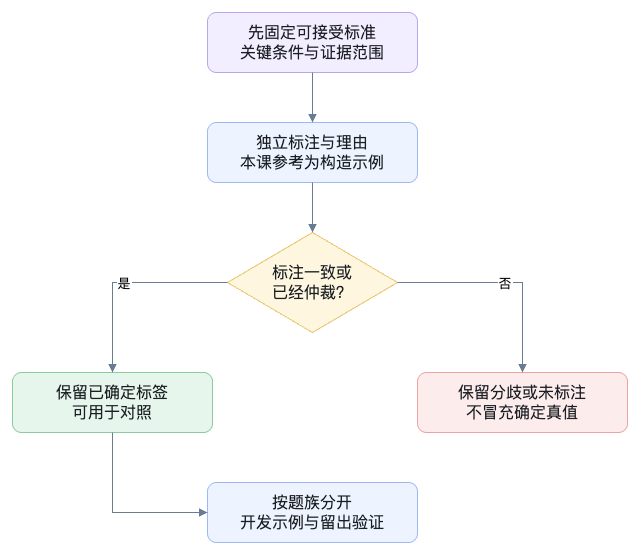 先固定可接受标准
关键条件与证据范围
独立标注与理由
本课参考为构造示例
标注一致或
已经仲裁?
是
否
保留已确定标签
可用于对照
保留分歧或未标注
不冒充确定真值
按题族分开
开发示例与留出验证